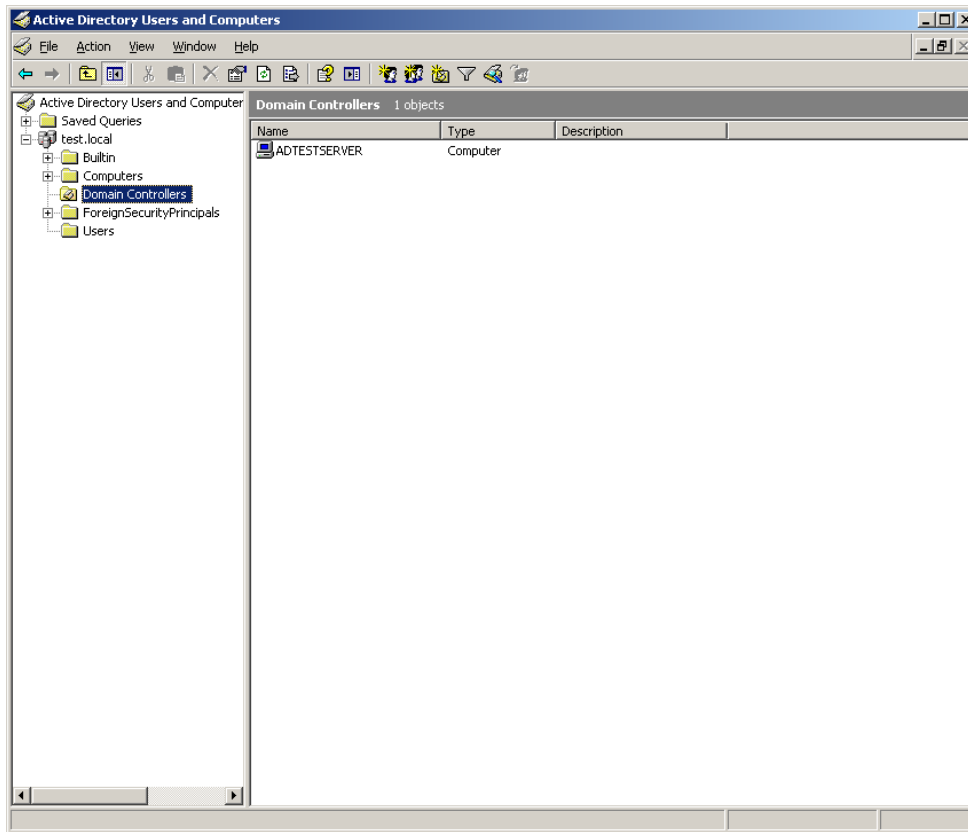 Active Directory Users and Computers
File Action View Window Help
Active Directory Users and Computer
Saved Queries
test.local
Builtin
Computers
Domain Controllers
ForeignSecurityPrincipals
Users
Domain Controllers 1 objects
Name Type Description
ADTESTSERVER Computer